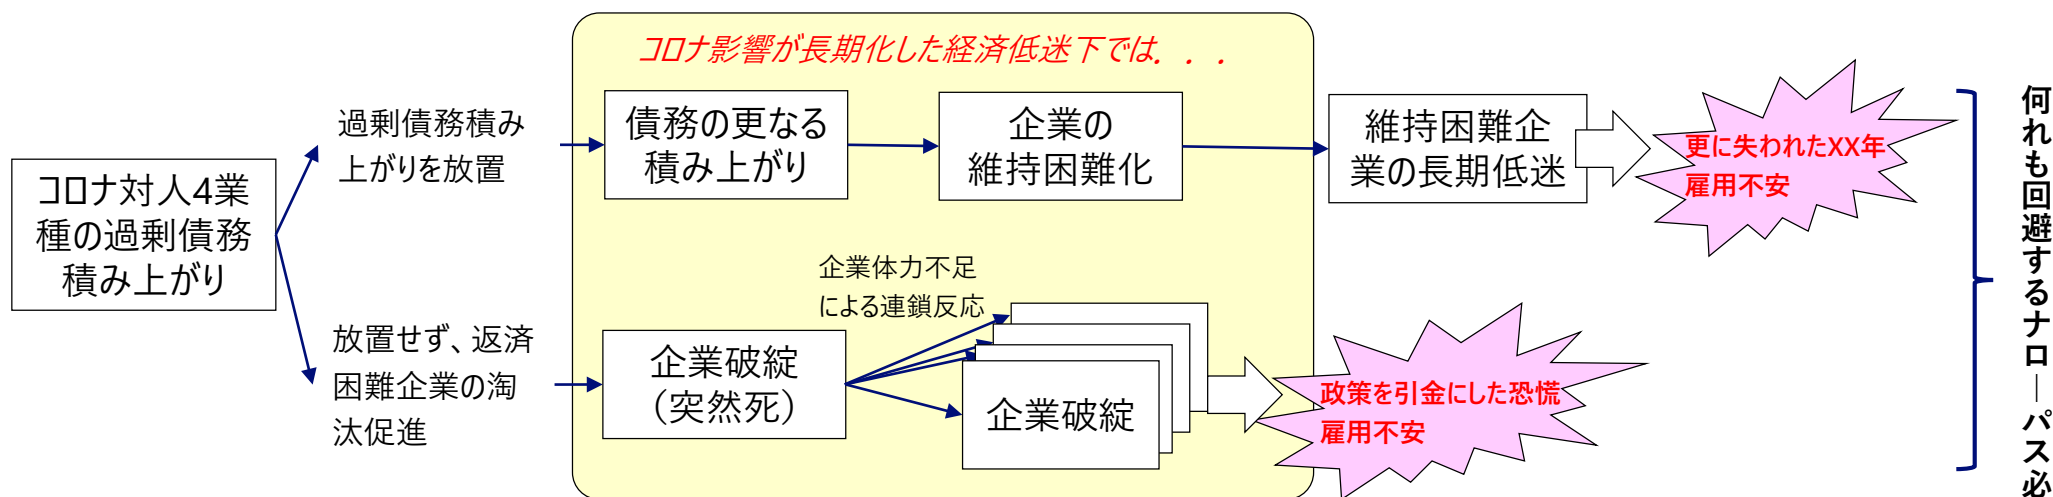 コロナ影響が長期化した経済低迷下では．．．
コロナ対人4業
種の過剰債務
積み上がり
過剰債務積み
上がりを放置
債務の更なる
積み上がり
企業の
維持困難化
維持困難企
業の長期低迷
更に失われたXX年
雇用不安
放置せず、返済
困難企業の淘
汰促進
企業破綻
（突然死）
企業体力不足
による連鎖反応
企業破綻
政策を引金にした恐慌
雇用不安
何れも回避するナローパス必